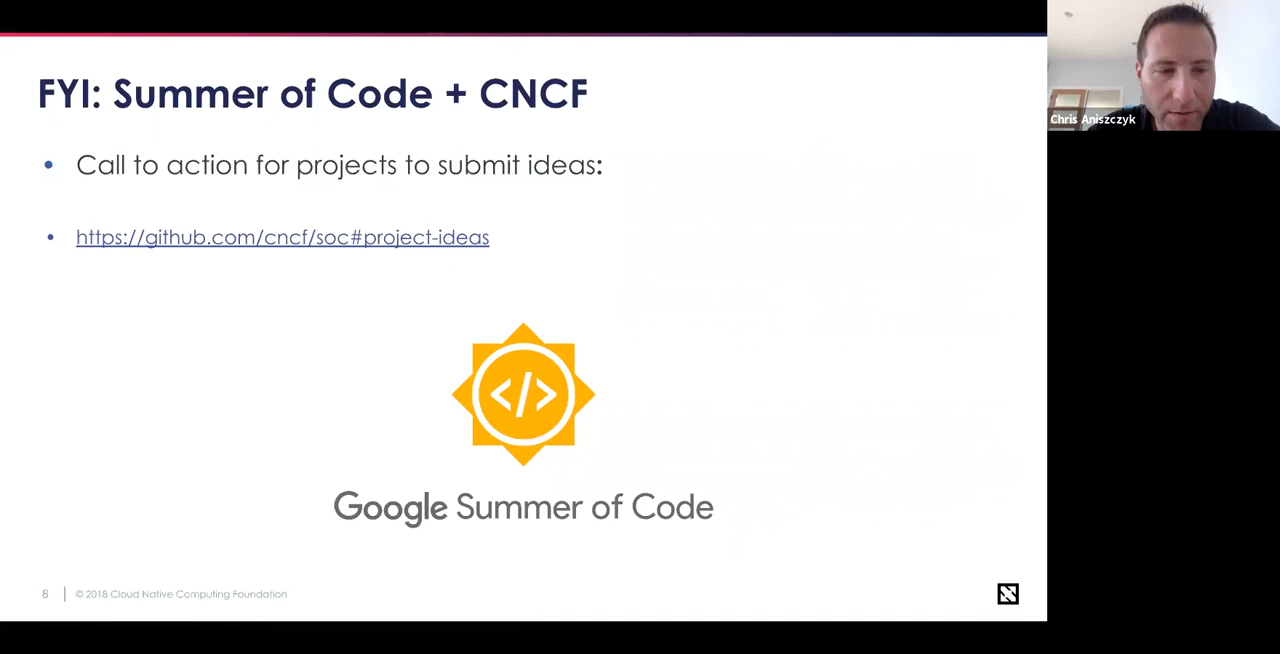 FYI: Summer of Code + CNCF
Chris Aniszczyk
• Call to action for projects to submit ideas:
• https://github.com/cncf/soc#project-ideas
</>
Google Summer of Code
8 © 2018 Cloud Native Computing Foundation